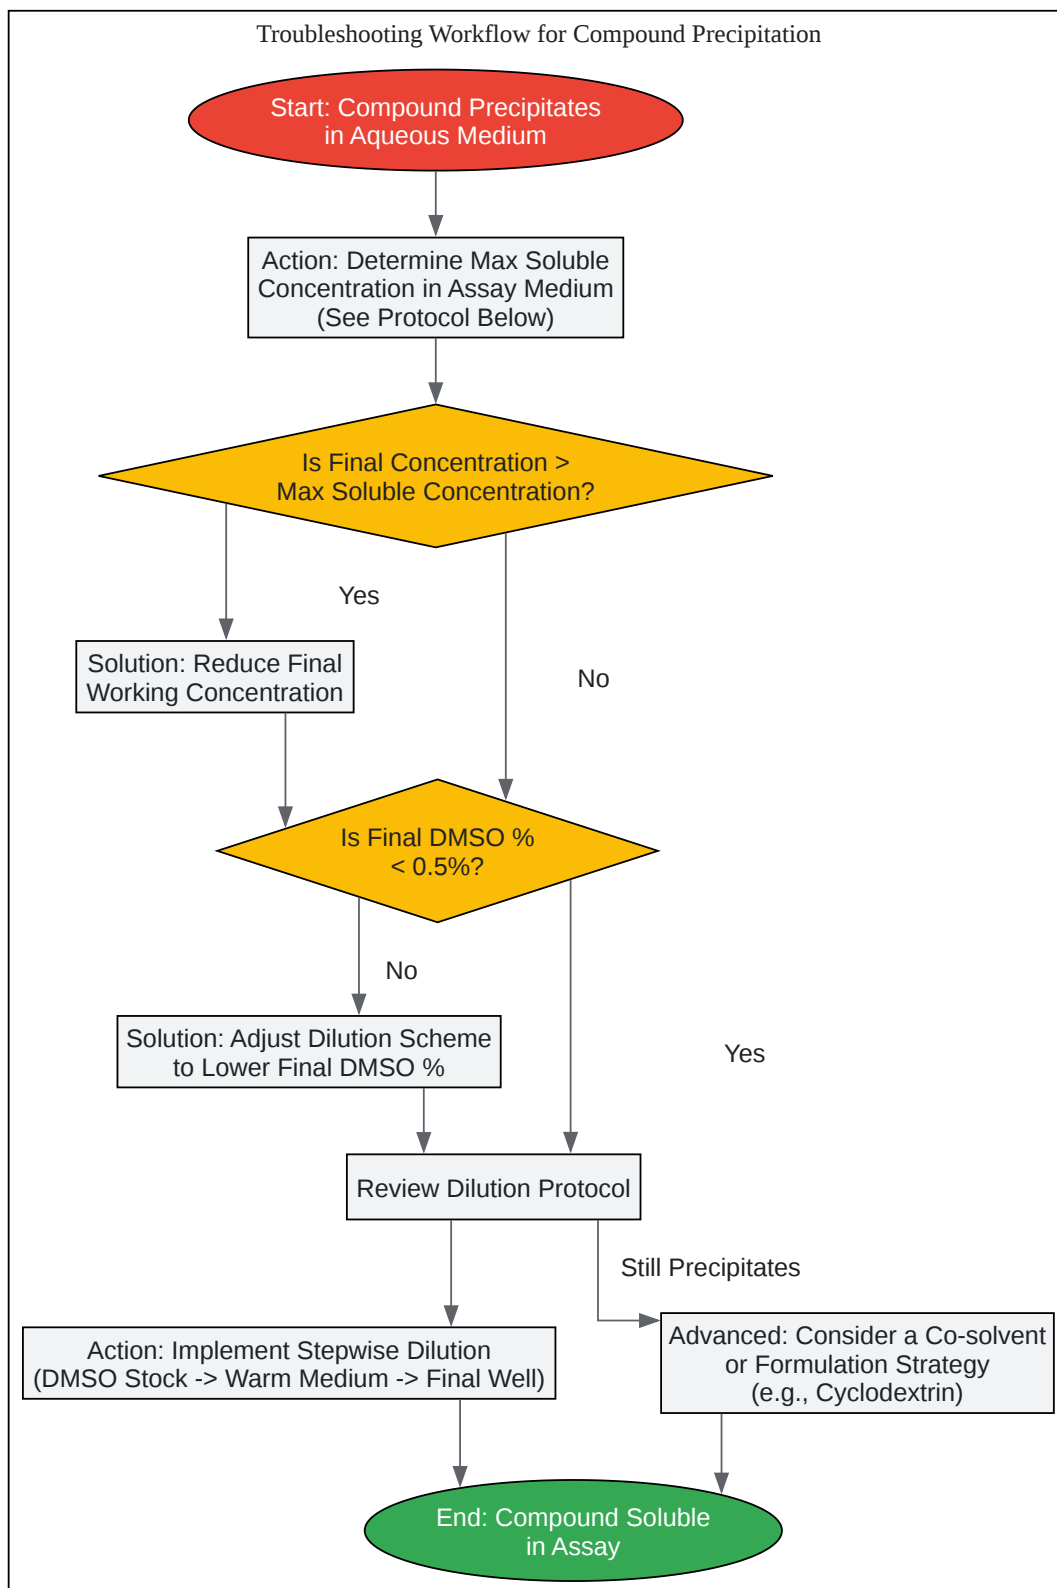 Troubleshooting Workflow for Compound Precipitation
Start: Compound Precipitates
in Aqueous Medium
Action: Determine Max Soluble
Concentration in Assay Medium
(See Protocol Below)
Is Final Concentration >
Max Soluble Concentration?
Yes
Solution: Reduce Final
Working Concentration
No
Is Final DMSO %
< 0.5%?
No
Solution: Adjust Dilution Scheme
to Lower Final DMSO %
Yes
Review Dilution Protocol
Still Precipitates
Action: Implement Stepwise Dilution
(DMSO Stock -> Warm Medium -> Final Well)
Advanced: Consider a Co-solvent
or Formulation Strategy
(e.g., Cyclodextrin)
End: Compound Soluble
in Assay